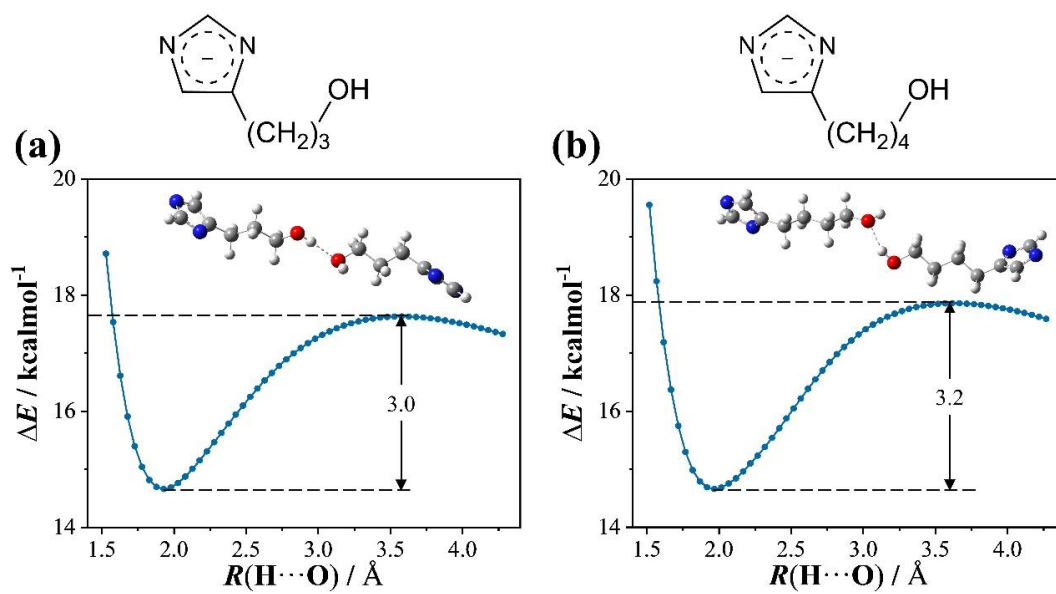 N N
−
OH
(CH2)3
(a)
20
18
16
14
ΔE / kcalmol-1
3.0
1.5 2.0 2.5 3.0 3.5 4.0
R(H···O) / Å
N N
−
OH
(CH2)4
(b)
20
18
16
14
ΔE / kcalmol-1
3.2
1.5 2.0 2.5 3.0 3.5 4.0
R(H···O) / Å